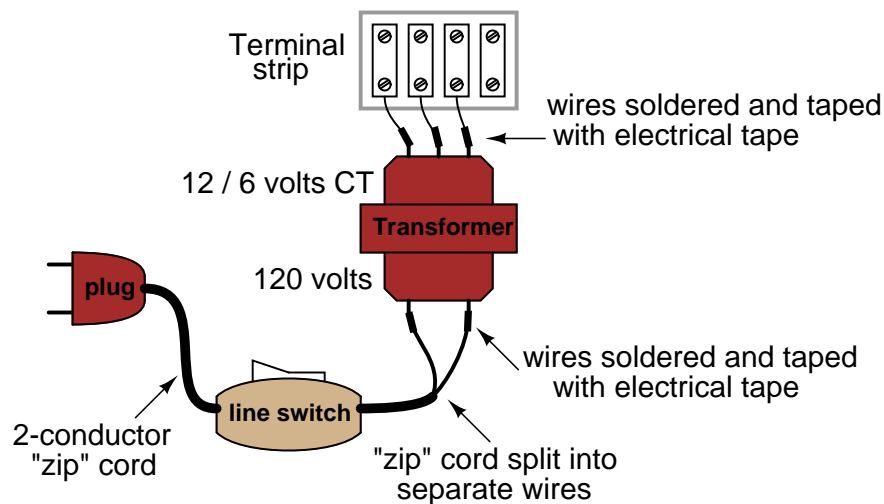 Terminal
strip
wires soldered and taped
with electrical tape
12 / 6 volts CT
Transformer
120 volts
plug
wires soldered and taped
with electrical tape
line switch
2-conductor
"zip" cord
"zip" cord split into
separate wires